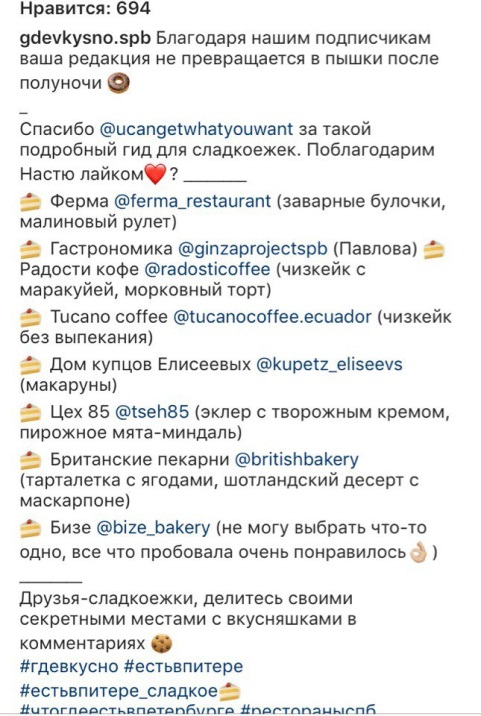 Нравится: 694
gdevkysno.spb Благодаря нашим подписчикам
ваша редакция не превращается в пышки после
полуночи 🍩
_
Спасибо @ucangetwhatyouwant за такой
подробный гид для сладкоежек. Поблагодарим
Настю лайком❤️? ________
🍰 Ферма @ferma_restaurant (заварные булочки,
малиновый рулет)
🍰 Гастрономика @ginzaprojectspb (Павлова) 🍰
Радости кофе @radosticoffee (чизкейк с
маракуйей, морковный торт)
🍰 Tucano coffee @tucanocoffee.ecuador (чизкейк
без выпекания)
🍰 Дом купцов Елисеевых @kupetz_eliseevs
(макаруны)
🍰 Цех 85 @tseh85 (эклер с творожным кремом,
пирожное мята-миндаль)
🍰 Британские пекарни @britishbakery
(тарталетка с ягодами, шотландский десерт с
маскарпоне)
🍰 Бизе @bize_bakery (не могу выбрать что-то
одно, все что пробовала очень понравилось👌🏼)
________
Друзья-сладкоежки, делитесь своими
секретными местами с вкусняшками в
комментариях 🍪
#гдевкусно #естьвпитере
#естьвпитере_сладкое🍰
#чтогдеестьвпетербурге #рестораныспб